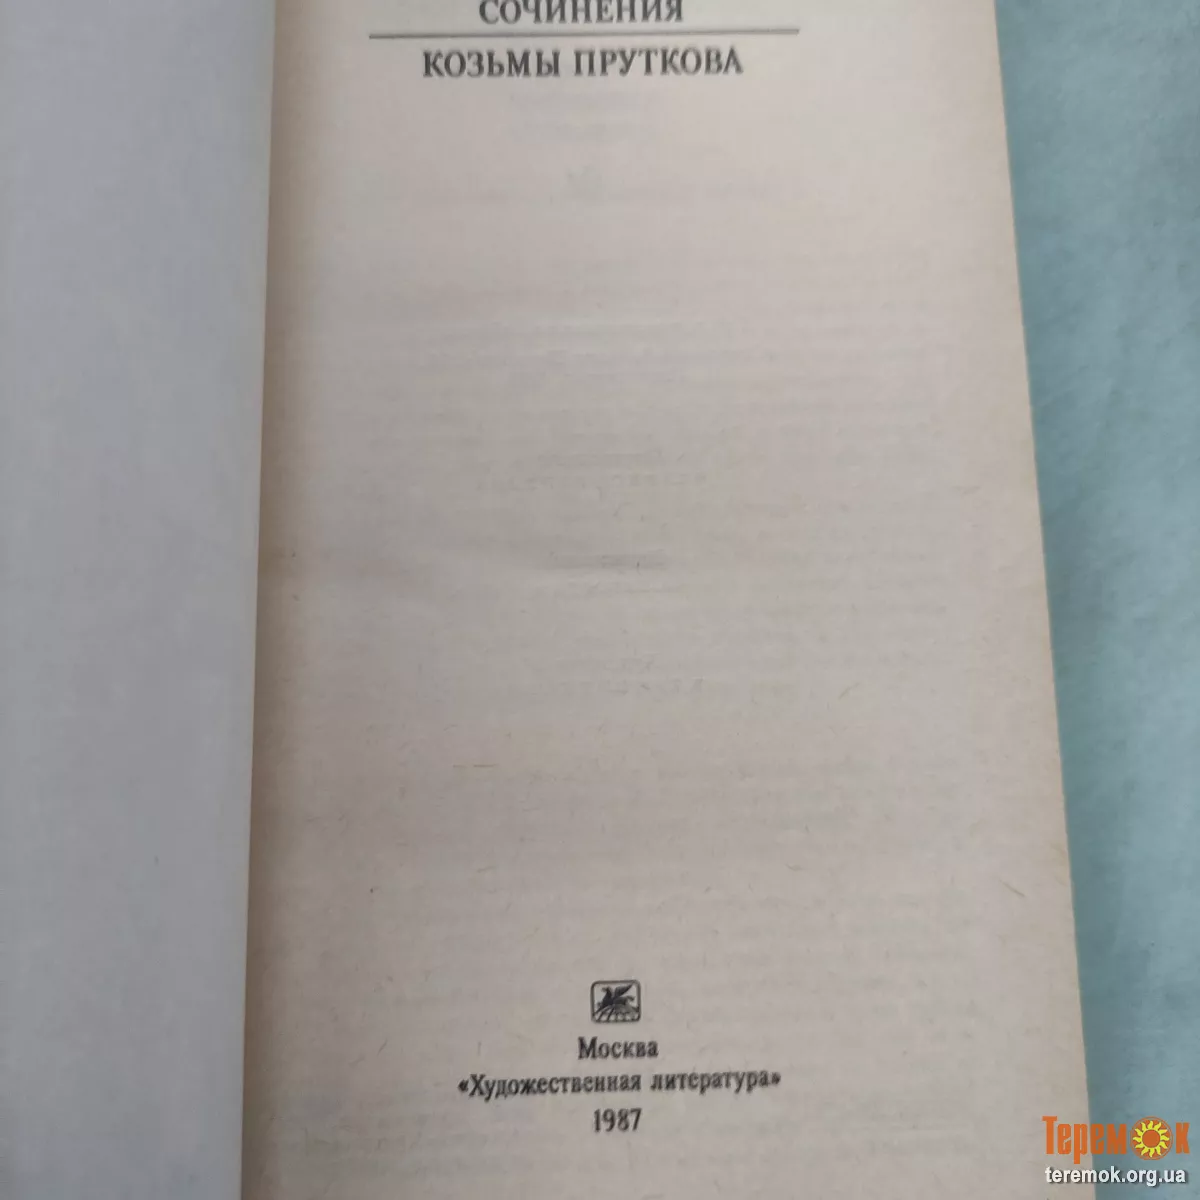 СОЧИНЕНИЯ
КОЗЬМЫ ПРУТКОВА
Москва
«Художественная литература»
1987
Теремок
teremok.org.ua